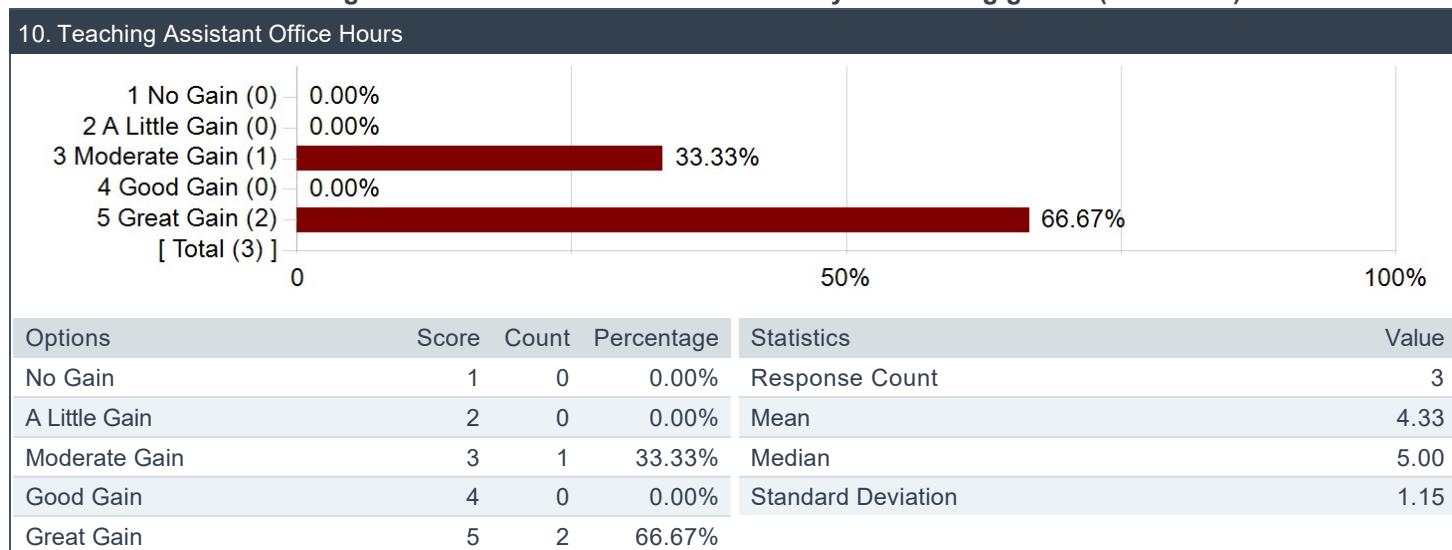 10. Teaching Assistant Office Hours
1 No Gain (0) 0.00%
2 A Little Gain (0) 0.00%
3 Moderate Gain (1) 33.33%
4 Good Gain (0) 0.00%
5 Great Gain (2) 66.67%
[ Total (3) ]
0 50% 100%
Options Score Count Percentage Statistics Value
No Gain 1 0 0.00% Response Count 3
A Little Gain 2 0 0.00% Mean 4.33
Moderate Gain 3 1 33.33% Median 5.00
Good Gain 4 0 0.00% Standard Deviation 1.15
Great Gain 5 2 66.67%